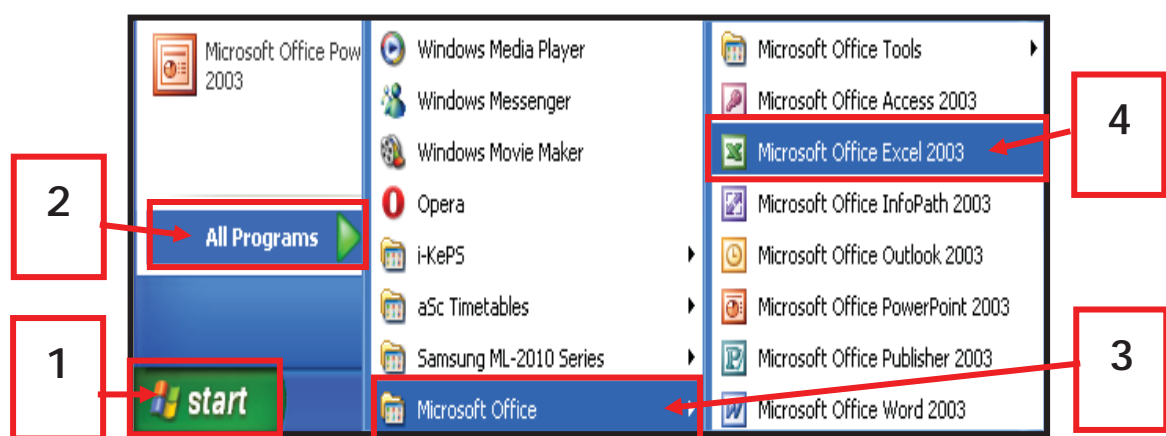 Microsoft Office Pow
2003
2
All Programs
1
start
Windows Media Player
Windows Messenger
Windows Movie Maker
Opera
i-KePS
aSc Timetables
Samsung ML-2010 Series
Microsoft Office
Microsoft Office Tools
Microsoft Office Access 2003
Microsoft Office Excel 2003
Microsoft Office InfoPath 2003
Microsoft Office Outlook 2003
Microsoft Office PowerPoint 2003
Microsoft Office Publisher 2003
Microsoft Office Word 2003
4
3